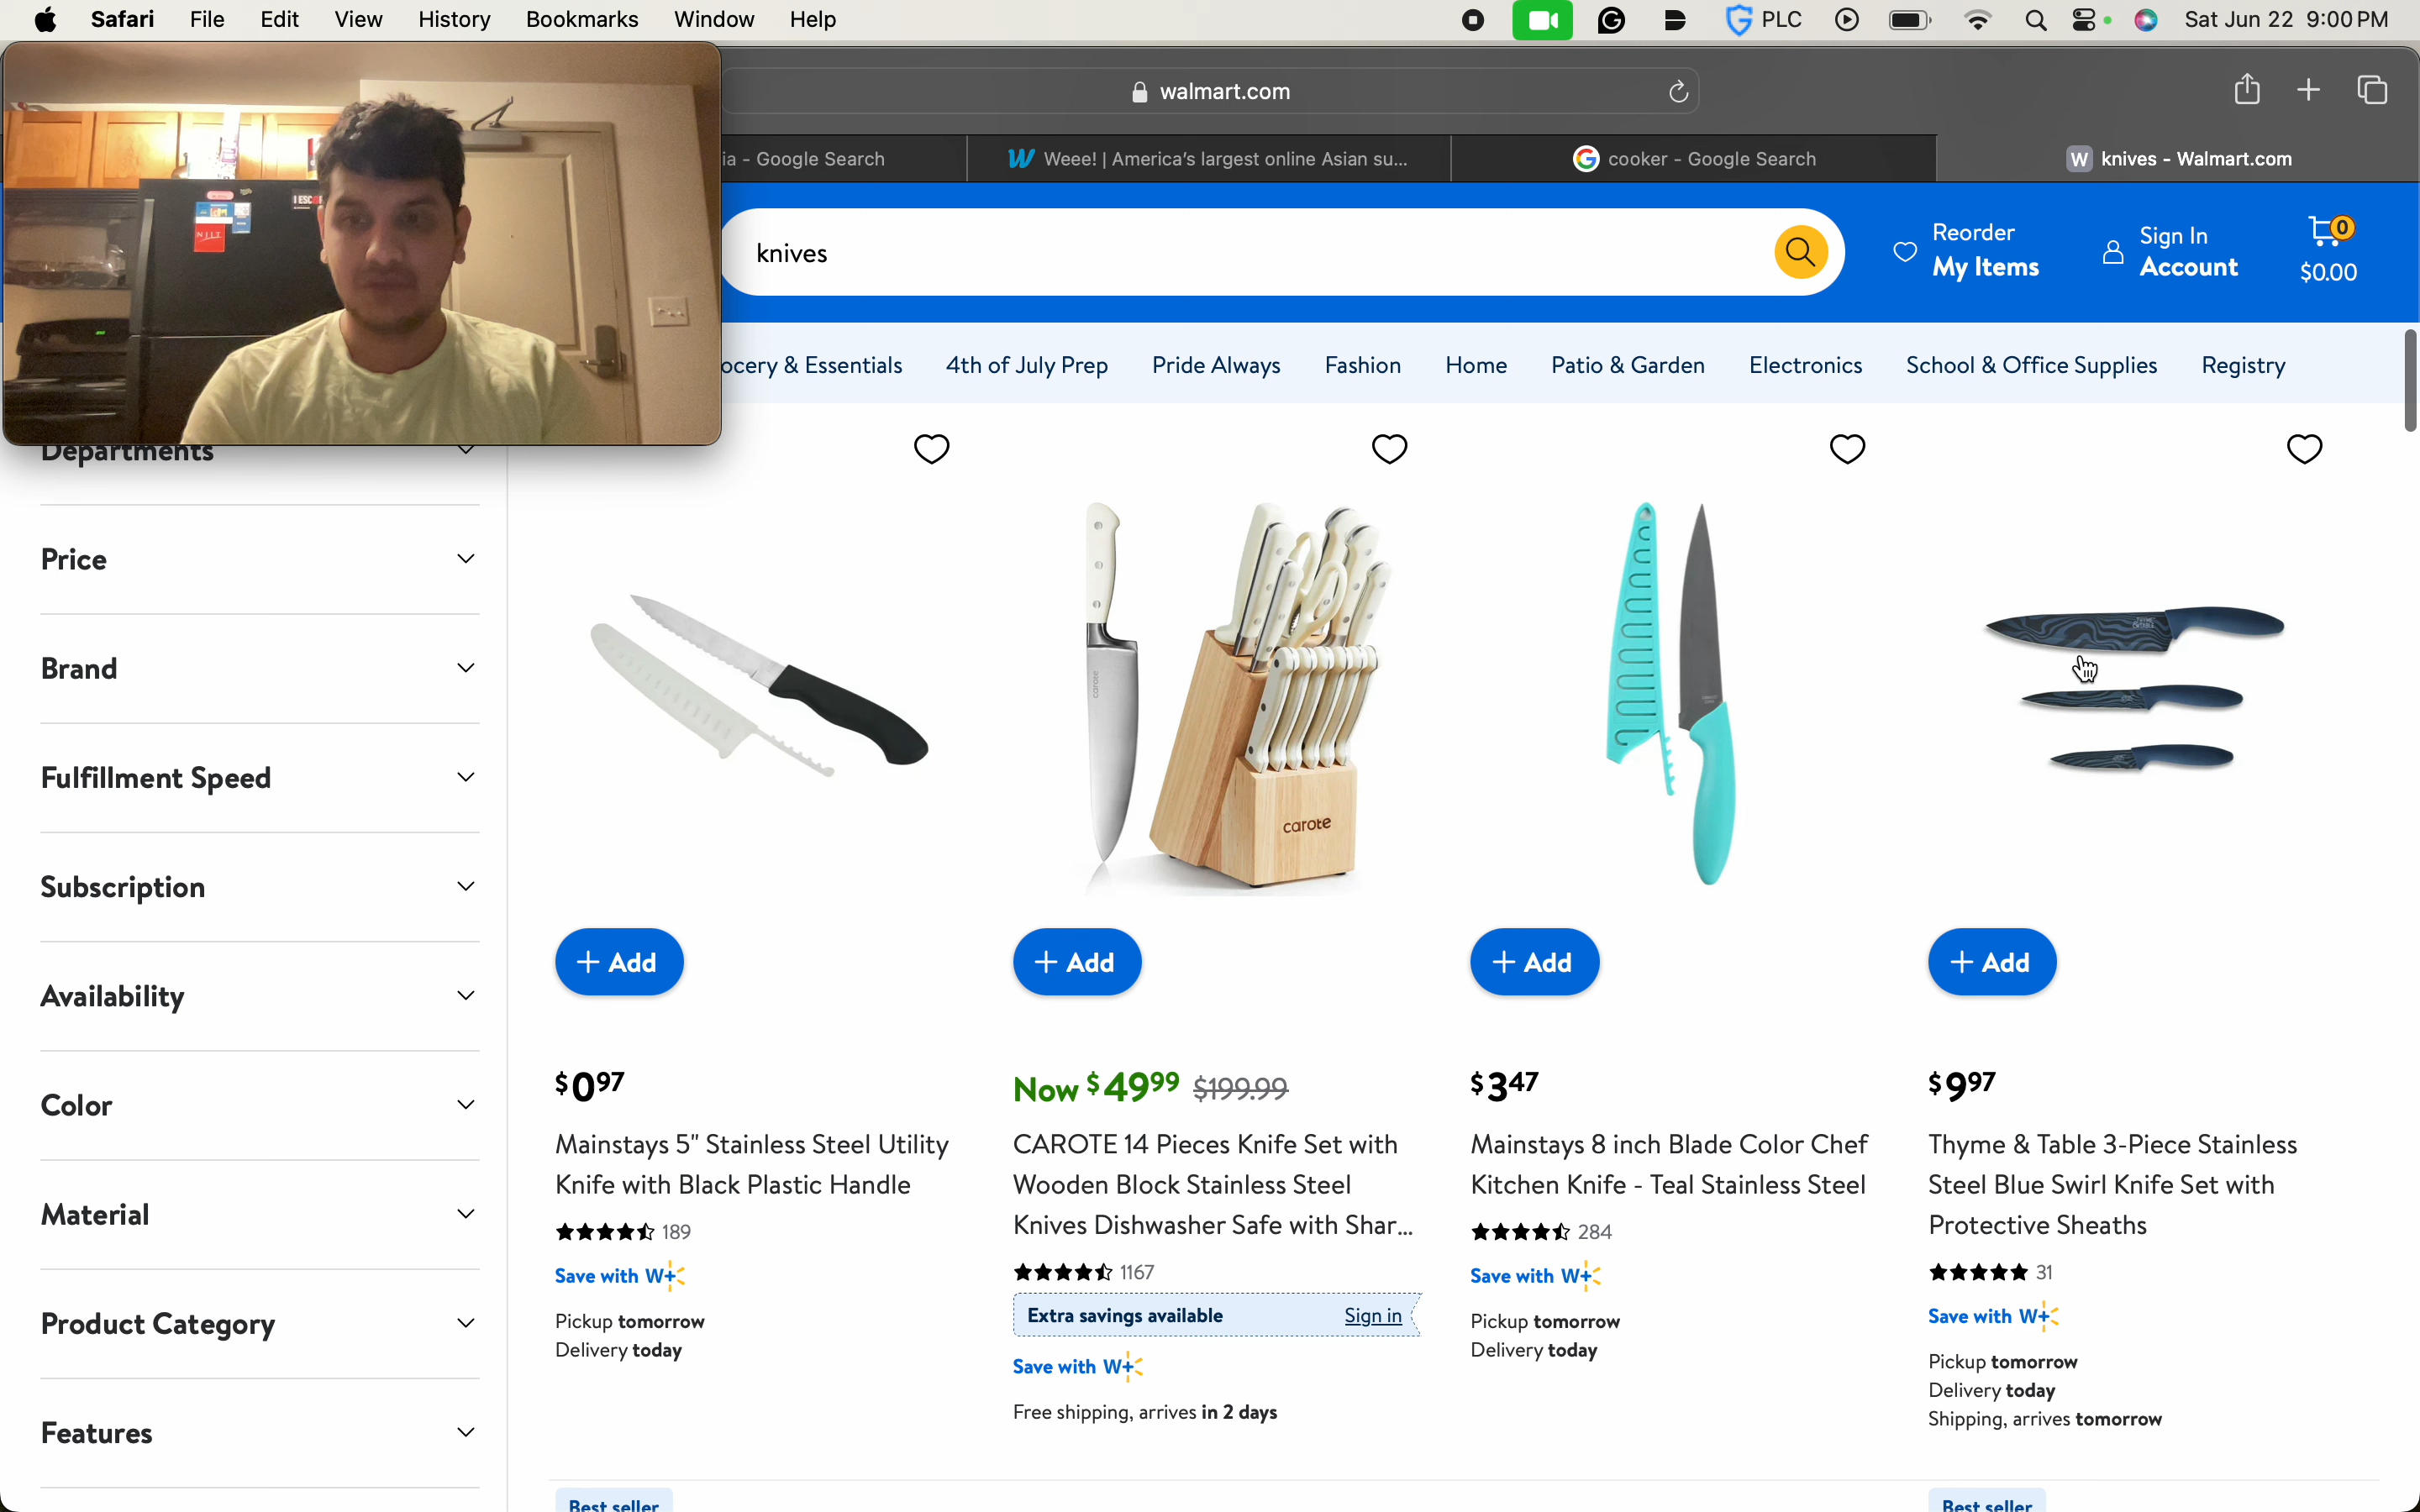 Safari File Edit View History Bookmarks Window Help PLC Sat Jun 22 9:00 PM
walmart.com
ia - Google Search Weee! | America's largest online Asian su... cooker - Google Search W knives - Walmart.com
NIIT
knives
Reorder
My Items
Sign In
Account
0
$0.00
ocery & Essentials 4th of July Prep Pride Always Fashion Home Patio & Garden Electronics School & Office Supplies Registry
Departments
Price
Brand
Fulfillment Speed
Subscription
Availability
Color
Material
Product Category
Features
carote
carote
+ Add
$0.97
Mainstays 5" Stainless Steel Utility
Knife with Black Plastic Handle
189
Save with W+
Pickup tomorrow
Delivery today
+ Add
Now $49.99 $199.99
CAROTE 14 Pieces Knife Set with
Wooden Block Stainless Steel
Knives Dishwasher Safe with Shar...
1167
Extra savings available Sign in
Save with W+
Free shipping, arrives in 2 days
+ Add
$3.47
Mainstays 8 inch Blade Color Chef
Kitchen Knife - Teal Stainless Steel
284
Save with W+
Pickup tomorrow
Delivery today
+ Add
$9.97
Thyme & Table 3-Piece Stainless
Steel Blue Swirl Knife Set with
Protective Sheaths
31
Save with W+
Pickup tomorrow
Delivery today
Shipping, arrives tomorrow
Best seller
Best seller